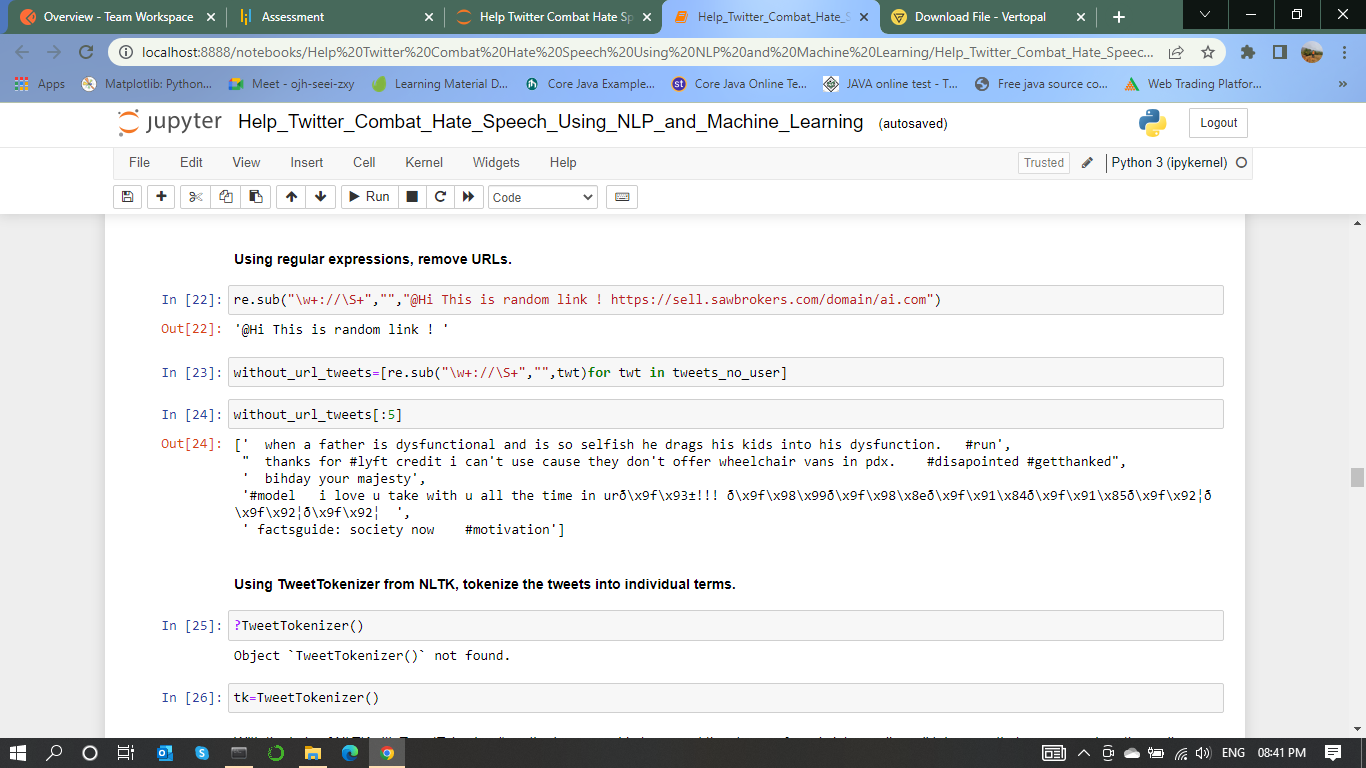 Overview - Team Workspace
Assessment
Help Twitter Combat Hate Sp
Help_Twitter_Combat_Hate_S
Download File - Vertopal
localhost:8888/notebooks/Help%20Twitter%20Combat%20Hate%20Speech%20Using%20NLP%20and%20Machine%20Learning/Help_Twitter_Combat_Hate_Speec...
Apps
Matplotlib: Python...
Meet - ojh-seei-zxy
Learning Material D...
Core Java Example...
Core Java Online Te...
JAVA online test - T...
Free java source co...
Web Trading Platfor...
»
jupyter Help_Twitter_Combat_Hate_Speech_Using_NLP_and_Machine_Learning (autosaved)
Logout
File Edit View Insert Cell Kernel Widgets Help
Trusted
Python 3 (ipykernel)
Run
Code
Using regular expressions, remove URLs.
In [22]: re.sub("\w+://\S+","","@Hi This is random link ! https://sell.sawbrokers.com/domain/ai.com")
Out[22]: '@Hi This is random link ! '
In [23]: without_url_tweets=[re.sub("\w+://\S+","",twt)for twt in tweets_no_user]
In [24]: without_url_tweets[:5]
Out[24]: ['  when a father is dysfunctional and is so selfish he drags his kids into his dysfunction.   #run',
"  thanks for #lyft credit i can't use cause they don't offer wheelchair vans in pdx.    #disapointed #getthanked",
'  bihday your majesty',
'#model   i love u take with u all the time in urð\x9f\x93±!!! ð\x9f\x98\x99ð\x9f\x98\x8eð\x9f\x91\x84ð\x9f\x91\x85ð\x9f\x92¦ð
\x9f\x92¦ð\x9f\x92¦  ',
' factsguide: society now    #motivation']
Using TweetTokenizer from NLTK, tokenize the tweets into individual terms.
In [25]: ?TweetTokenizer()
Object `TweetTokenizer()` not found.
In [26]: tk=TweetTokenizer()
ENG
08:41 PM